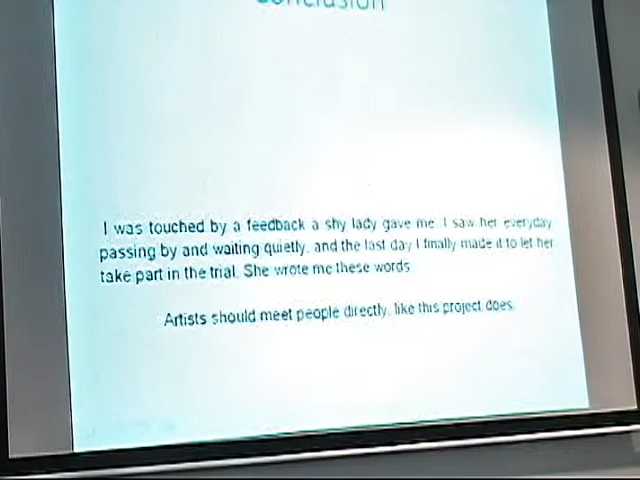 Conclusion
I was touched by a feedback a shy lady gave me. I saw her everyday
passing by and waiting quietly, and the last day I finally made it to let her
take part in the trial. She wrote me these words
Artists should meet people directly, like this project does.